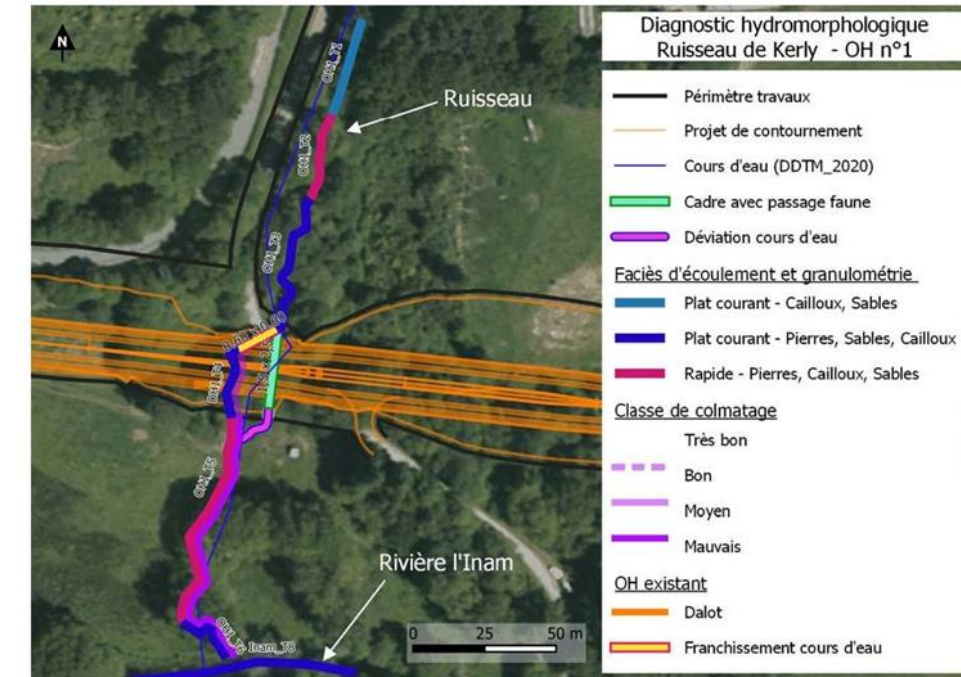 N
OH1_T1
Ruisseau
OH1_T2
OH1_T3
OH1_T4
OH1_T5
Rivière l'Inam
OH1_T6
Inam_T8
0 25 50 m
Diagnostic hydromorphologique
Ruisseau de Kerly - OH n°1
Périmètre travaux
Projet de contournement
Cours d'eau (DDTM_2020)
Cadre avec passage faune
Déviation cours d'eau
Faciès d'écoulement et granulométrie
Plat courant - Cailloux, Sables
Plat courant - Pierres, Sables, Cailloux
Rapide - Pierres, Cailloux, Sables
Classe de colmatage
Très bon
Bon
Moyen
Mauvais
OH existant
Dalot
Franchissement cours d'eau